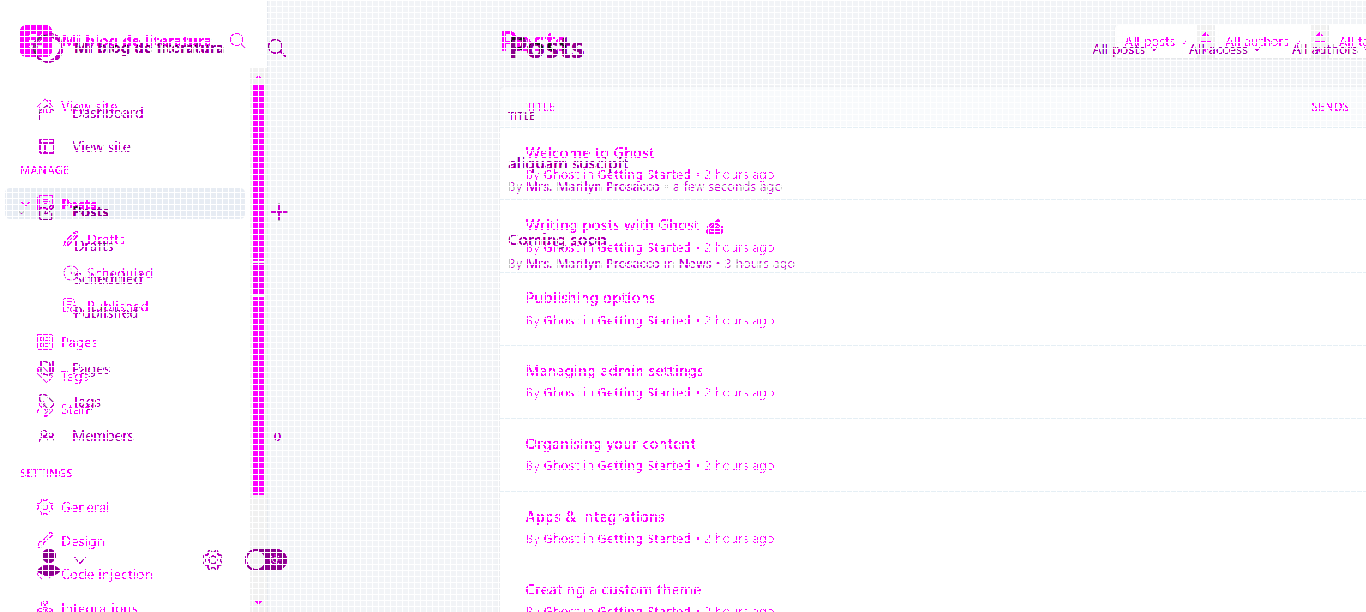 Mi blog de literatura
Mi blog de literatura
View site
Dashboard
View site
MANAGE
Posts
Posts
Drafts
Drafts
Scheduled
Scheduled
Published
Published
Pages
Pages
Tags
Tags
Staff
Members 0
SETTINGS
General
Design
Code injection
Integrations
Posts
Posts
All posts All authors
All posts All access All authors
TITLE SENDS
TITLE
Welcome to Ghost
By Ghost in Getting Started • 2 hours ago
aliquam suscipit
By Mrs. Marilyn Prosacco • a few seconds ago
Writing posts with Ghost
By Ghost in Getting Started • 2 hours ago
Coming soon
By Mrs. Marilyn Prosacco in News • 3 hours ago
Publishing options
By Ghost in Getting Started • 2 hours ago
Managing admin settings
By Ghost in Getting Started • 2 hours ago
Organising your content
By Ghost in Getting Started • 2 hours ago
Apps & integrations
By Ghost in Getting Started • 2 hours ago
Creating a custom theme
By Ghost in Getting Started • 2 hours ago